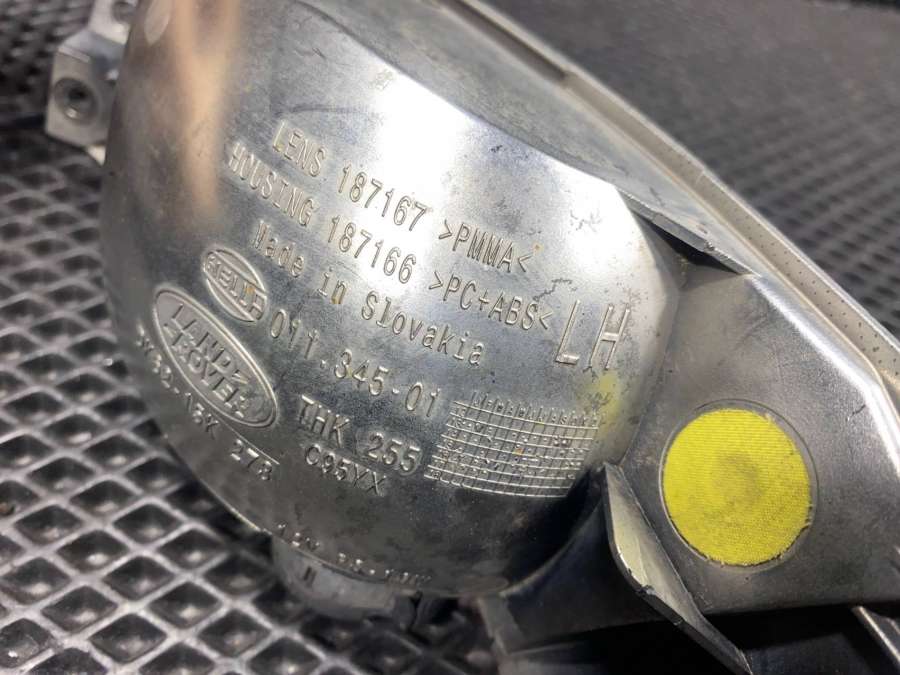 LENS 187167 >PMMA<
HOUSING 187166 >PC+ABS<
Made in Slovakia
LH
HELLA
011.345-01
LAND
ROVER
THK 255
C95YX
278